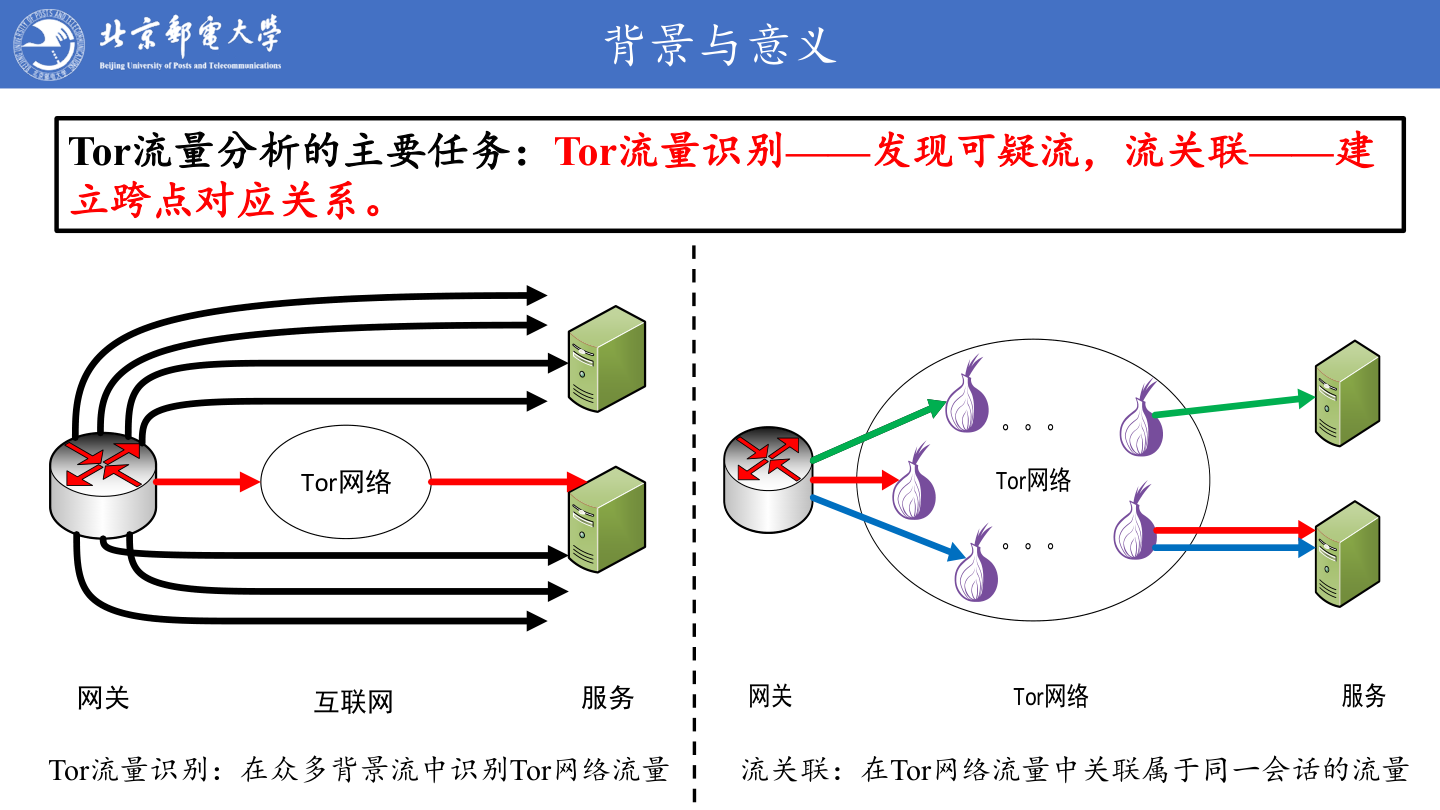 北京郵電大學
Beijing University of Posts and Telecommunications
背景与意义
Tor流量分析的主要任务：Tor流量识别——发现可疑流，流关联——建
立跨点对应关系。
Tor网络
网关
互联网
服务
Tor流量识别：在众多背景流中识别Tor网络流量
。。。
Tor网络
。。。
网关
Tor网络
服务
流关联：在Tor网络流量中关联属于同一会话的流量